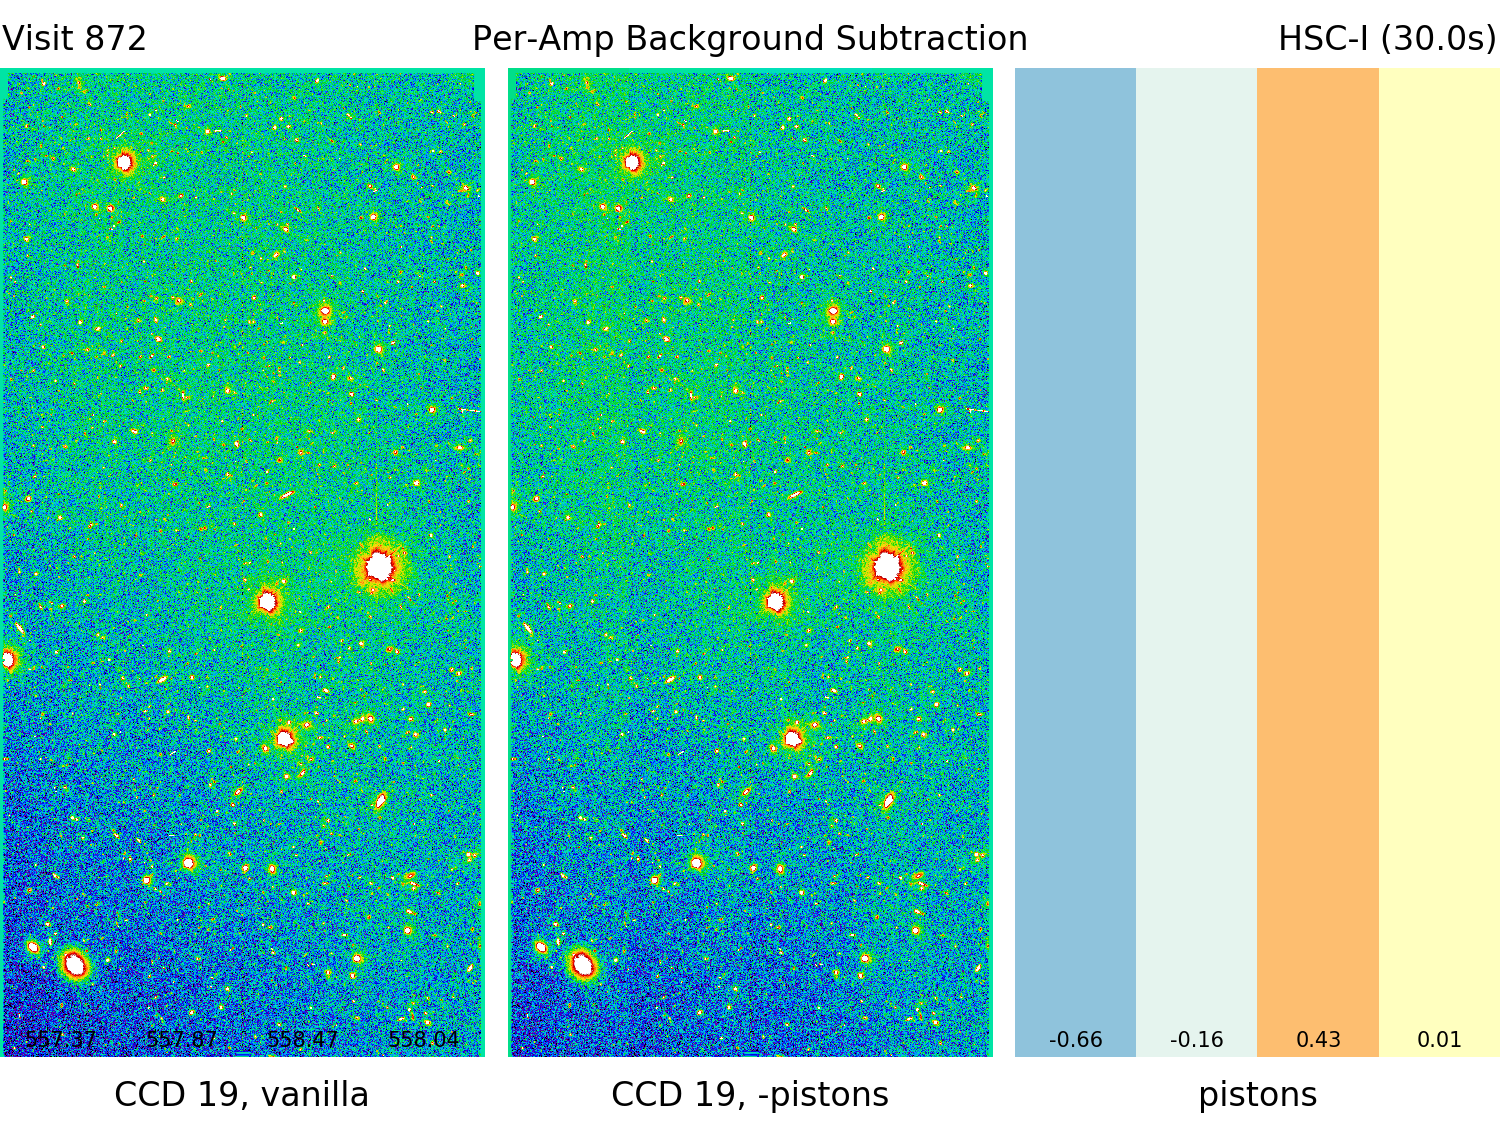 Visit 872 Per-Amp Background Subtraction HSC-I (30.0s)
557.37 557.87 558.47 558.04 -0.66 -0.16 0.43 0.01
CCD 19, vanilla CCD 19, -pistons pistons